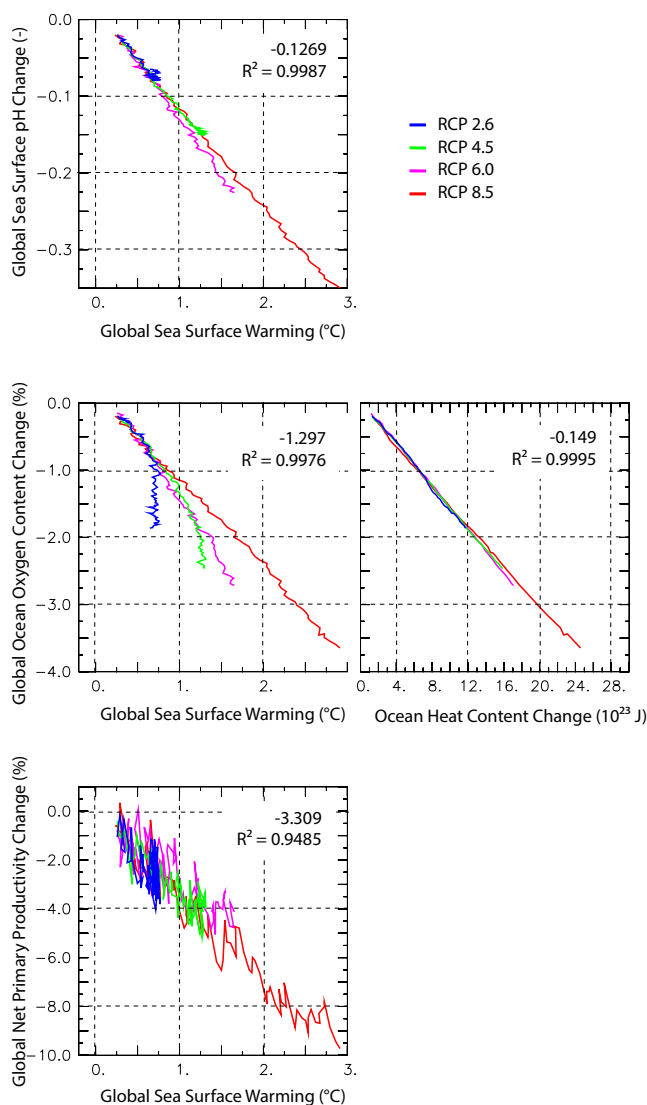 Global Sea Surface pH Change (-)
0.0
-0.1
-0.2
-0.3
-0.1269
R² = 0.9987
0. 1. 2. 3.
Global Sea Surface Warming (°C)
RCP 2.6
RCP 4.5
RCP 6.0
RCP 8.5
Global Ocean Oxygen Content Change (%)
0.0
-1.0
-2.0
-3.0
-4.0
-1.297
R² = 0.9976
0. 1. 2.
Global Sea Surface Warming (°C)
-0.149
R² = 0.9995
0. 4. 8. 12. 16. 20. 24. 28. 30.
Ocean Heat Content Change (10²³ J)
Global Net Primary Productivity Change (%)
0.0
-2.0
-4.0
-6.0
-8.0
-10.0
-3.309
R² = 0.9485
0. 1. 2. 3.
Global Sea Surface Warming (°C)